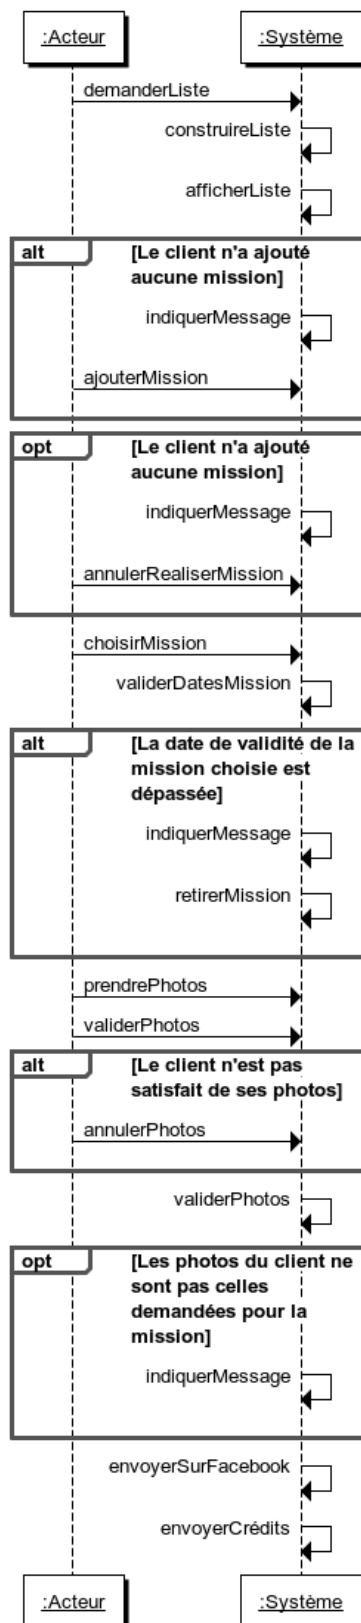 :Acteur :Système
demanderListe
construireListe
afficherListe
alt [Le client n'a ajouté
aucune mission]
indiquerMessage
ajouterMission
opt [Le client n'a ajouté
aucune mission]
indiquerMessage
annulerRealiserMission
choisirMission
validerDatesMission
alt [La date de validité de la
mission choisie est
dépassée]
indiquerMessage
retirerMission
prendrePhotos
validerPhotos
alt [Le client n'est pas
satisfait de ses photos]
annulerPhotos
validerPhotos
opt [Les photos du client ne
sont pas celles
demandées pour la
mission]
indiquerMessage
envoyerSurFacebook
envoyerCrédits
:Acteur :Système